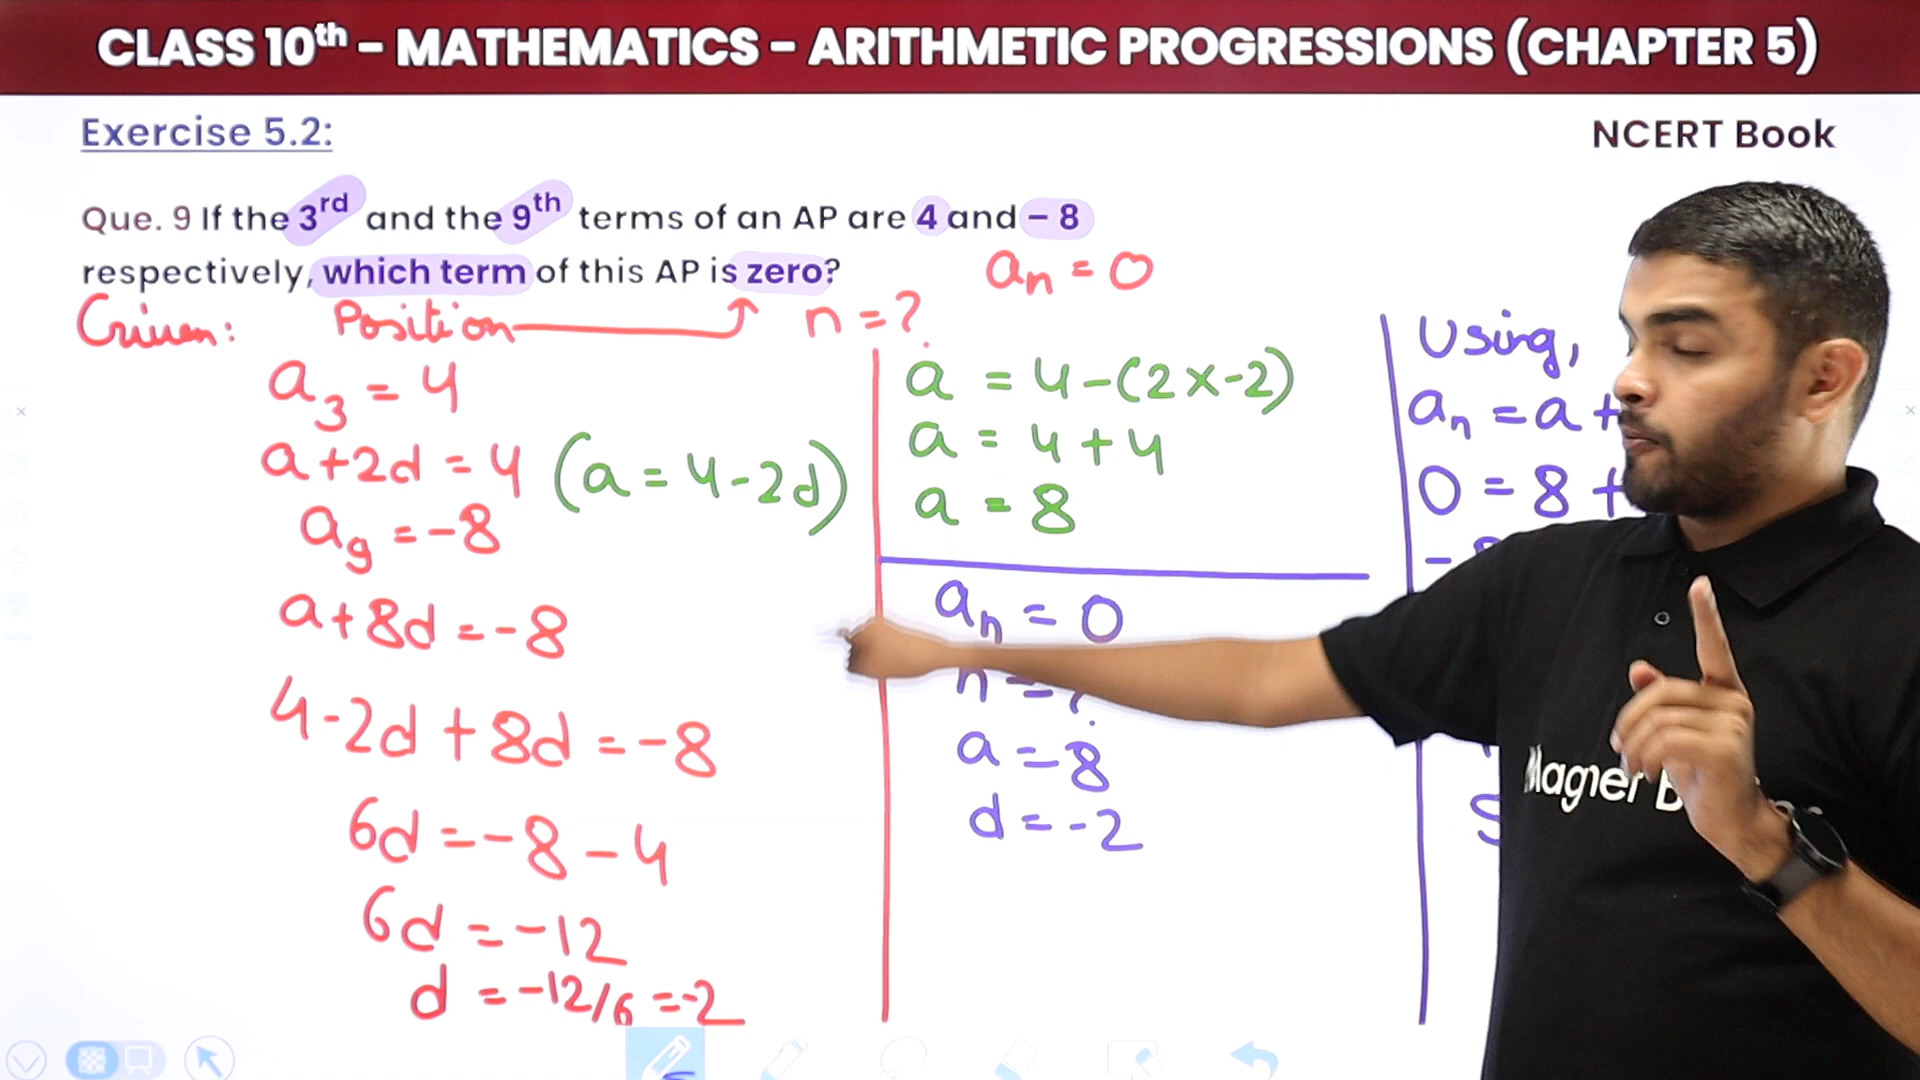 CLASS 10th – MATHEMATICS – ARITHMETIC PROGRESSIONS (CHAPTER 5)
Exercise 5.2:
NCERT Book
Que. 9 If the 3rd and the 9th terms of an AP are 4 and – 8
respectively, which term of this AP is zero?
an = 0
Given: Position n = ?
a3 = 4
a+2d = 4 (a = 4-2d)
a9 = -8
a+8d = -8
4-2d + 8d = -8
6d = -8 - 4
6d = -12
d = -12/6 = -2
a = 4-(2x-2)
a = 4+4
a = 8
an = 0
n = ?
a = 8
d = -2
Using,
an = a +
0 = 8 +
Magnet